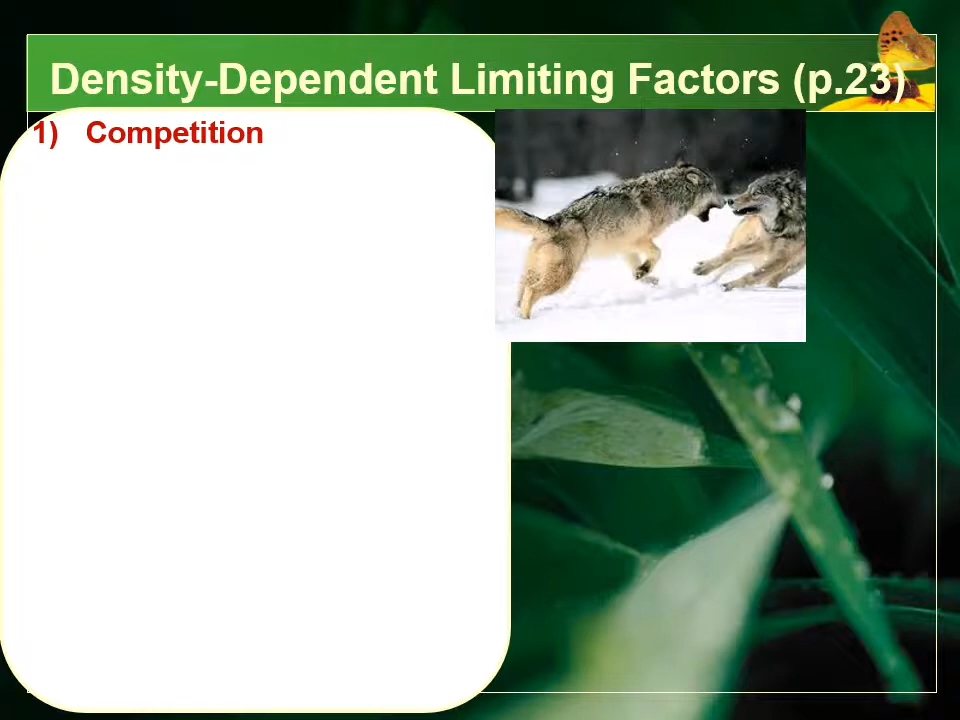 Density-Dependent Limiting Factors (p.23)
1) Competition